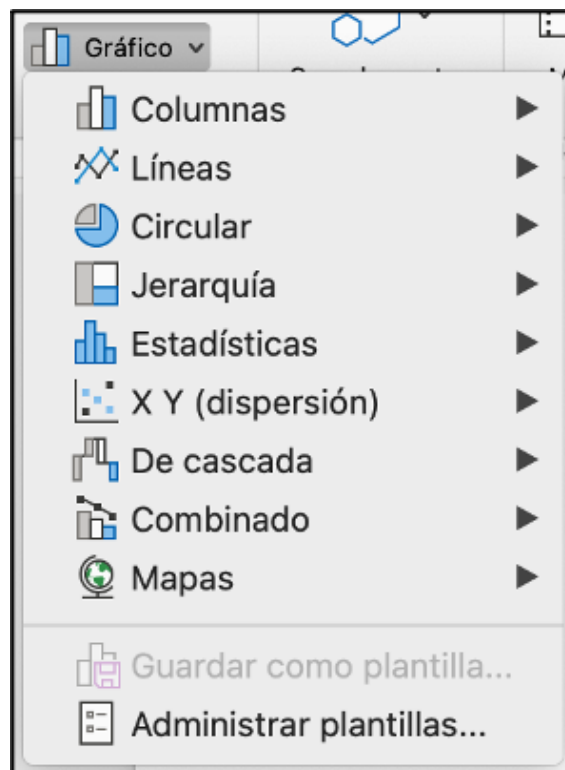 Gráfico
Columnas
Líneas
Circular
Jerarquía
Estadísticas
X Y (dispersión)
De cascada
Combinado
Mapas
Guardar como plantilla...
Administrar plantillas...